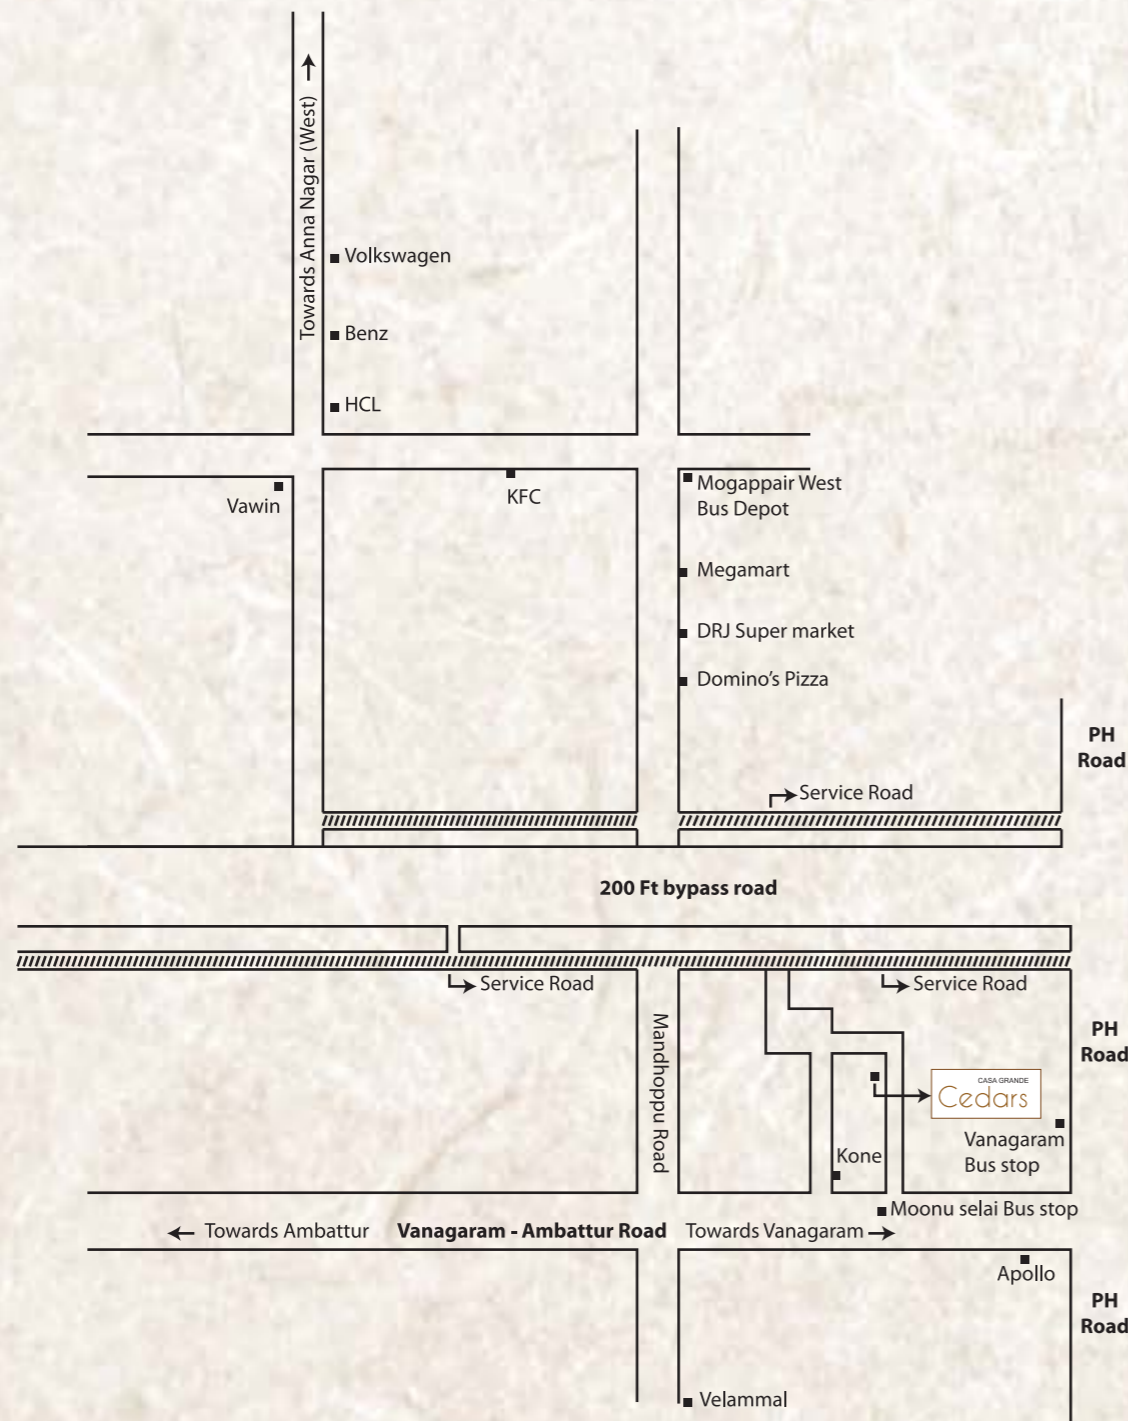 Towards Anna Nagar (West)
Volkswagen
Benz
HCL
Vawin
KFC
Mogappair West
Bus Depot
Megamart
DRJ Super market
Domino's Pizza
PH
Road
Service Road
200 Ft bypass road
Service Road
Service Road
Mandhoppu Road
PH
Road
CASA GRANDE
Cedars
Vanagaram
Bus stop
Kone
Moonu selai Bus stop
Towards Ambattur
Vanagaram - Ambattur Road
Towards Vanagaram
Apollo
PH
Road
Velammal